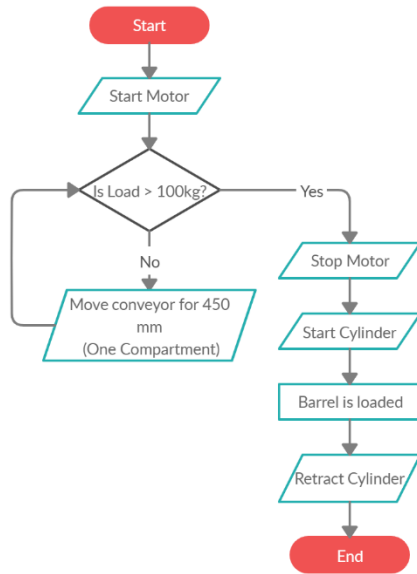 Start
Start Motor
Is Load > 100kg?
Yes
No
Move conveyor for 450
mm
(One Compartment)
Stop Motor
Start Cylinder
Barrel is loaded
Retract Cylinder
End